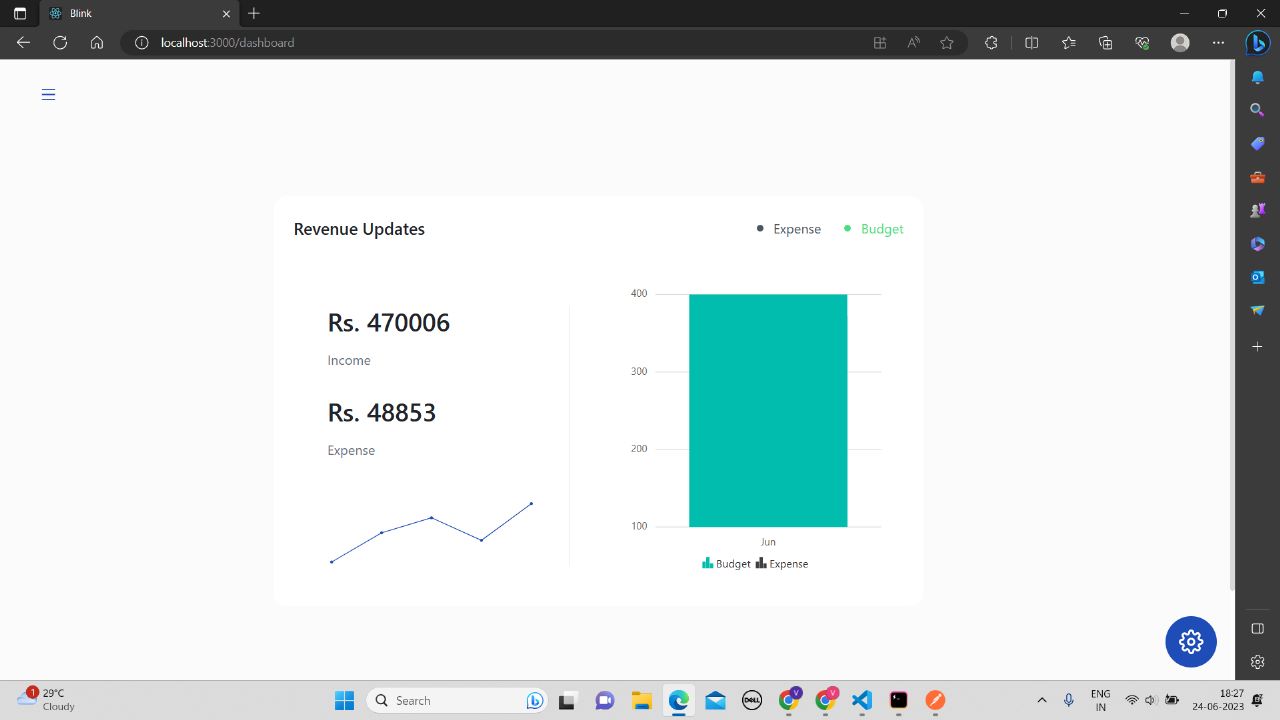 Blink
localhost:3000/dashboard
Revenue Updates
Expense
Budget
Rs. 470006
Income
Rs. 48853
Expense
400
300
200
100
Jun
Budget
Expense
1
29°C
Cloudy
Search
DELL
V
V
ENG
IN
18:27
24-06-2023